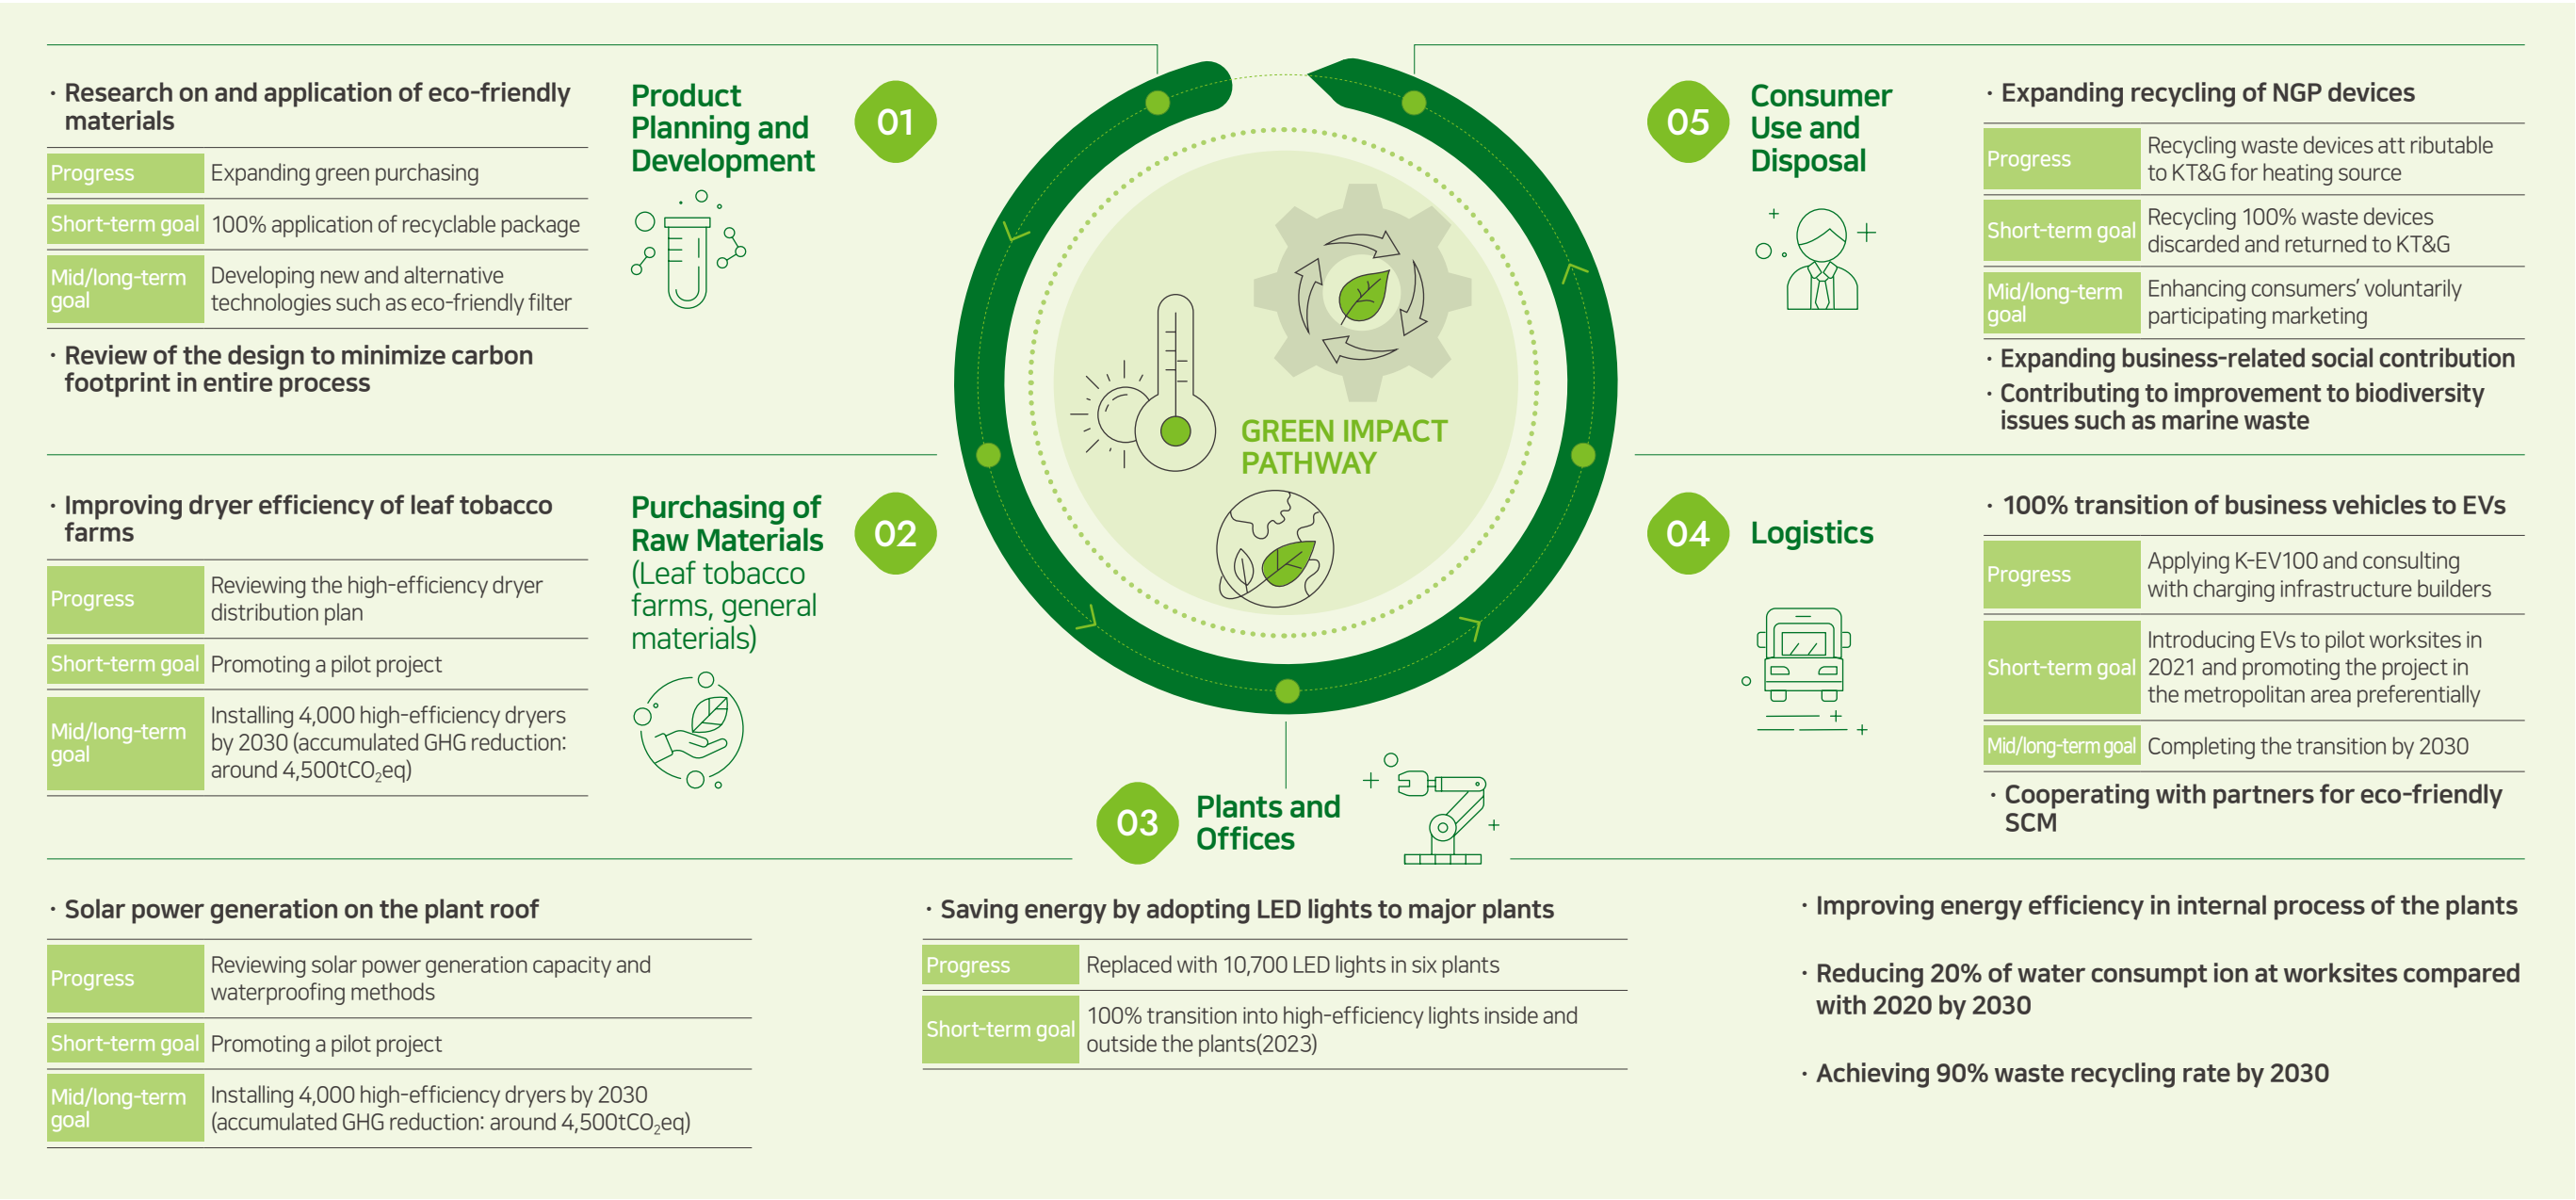 · Research on and application of eco-friendly
materials
Progress
Expanding green purchasing
Short-term goal
100% application of recyclable package
Mid/long-term
goal
Developing new and alternative
technologies such as eco-friendly filter
· Review of the design to minimize carbon
footprint in entire process
Product
Planning and
Development
01
· Improving dryer efficiency of leaf tobacco
farms
Progress
Reviewing the high-efficiency dryer
distribution plan
Short-term goal
Promoting a pilot project
Mid/long-term
goal
Installing 4,000 high-efficiency dryers
by 2030 (accumulated GHG reduction:
around 4,500tCO₂eq)
Purchasing of
Raw Materials
(Leaf tobacco
farms, general
materials)
02
GREEN IMPACT
PATHWAY
03
Plants and
Offices
· Solar power generation on the plant roof
Progress
Reviewing solar power generation capacity and
waterproofing methods
Short-term goal
Promoting a pilot project
Mid/long-term
goal
Installing 4,000 high-efficiency dryers by 2030
(accumulated GHG reduction: around 4,500tCO₂eq)
· Saving energy by adopting LED lights to major plants
Progress
Replaced with 10,700 LED lights in six plants
Short-term goal
100% transition into high-efficiency lights inside and
outside the plants(2023)
· Improving energy efficiency in internal process of the plants
· Reducing 20% of water consumpt ion at worksites compared
with 2020 by 2030
· Achieving 90% waste recycling rate by 2030
04
Logistics
· 100% transition of business vehicles to EVs
Progress
Applying K-EV100 and consulting
with charging infrastructure builders
Short-term goal
Introducing EVs to pilot worksites in
2021 and promoting the project in
the metropolitan area preferentially
Mid/long-term goal
Completing the transition by 2030
· Cooperating with partners for eco-friendly
SCM
05
Consumer
Use and
Disposal
· Expanding recycling of NGP devices
Progress
Recycling waste devices att ributable
to KT&G for heating source
Short-term goal
Recycling 100% waste devices
discarded and returned to KT&G
Mid/long-term
goal
Enhancing consumers’ voluntarily
participating marketing
· Expanding business-related social contribution
· Contributing to improvement to biodiversity
issues such as marine waste